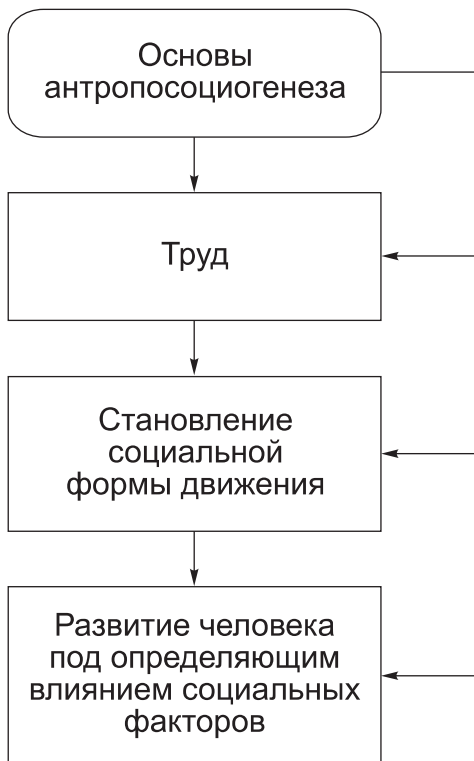 Основы
антропосоциогенеза
Труд
Становление
социальной
формы движения
Развитие человека
под определяющим
влиянием социальных
факторов